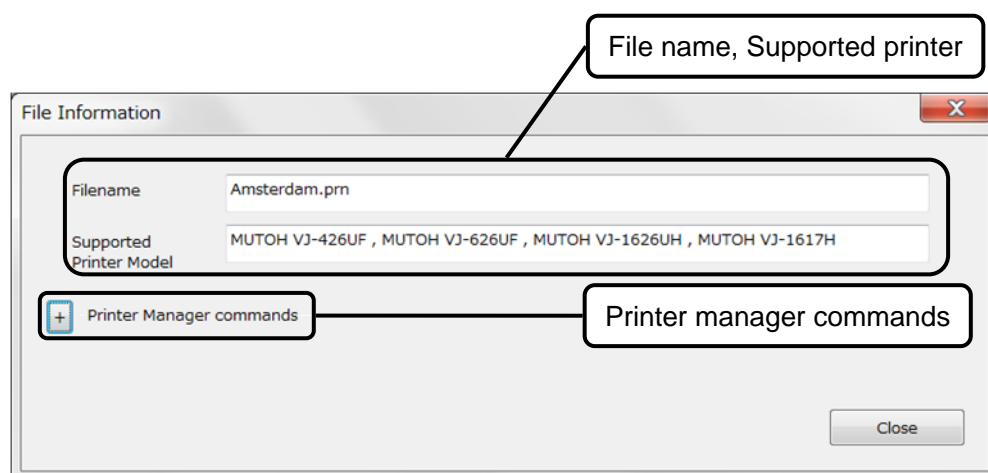 File name, Supported printer
File Information
Filename
Amsterdam.prn
Supported
Printer Model
MUTOH VJ-426UF , MUTOH VJ-626UF , MUTOH VJ-1626UH , MUTOH VJ-1617H
+ Printer Manager commands
Printer manager commands
Close